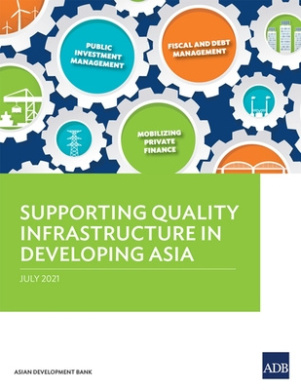 PUBLIC
INVESTMENT
MANAGEMENT
FISCAL AND DEBT
MANAGEMENT
MOBILIZING
PRIVATE
FINANCE
SUPPORTING QUALITY
INFRASTRUCTURE IN
DEVELOPING ASIA
JULY 2021
ASIAN DEVELOPMENT BANK
ADB